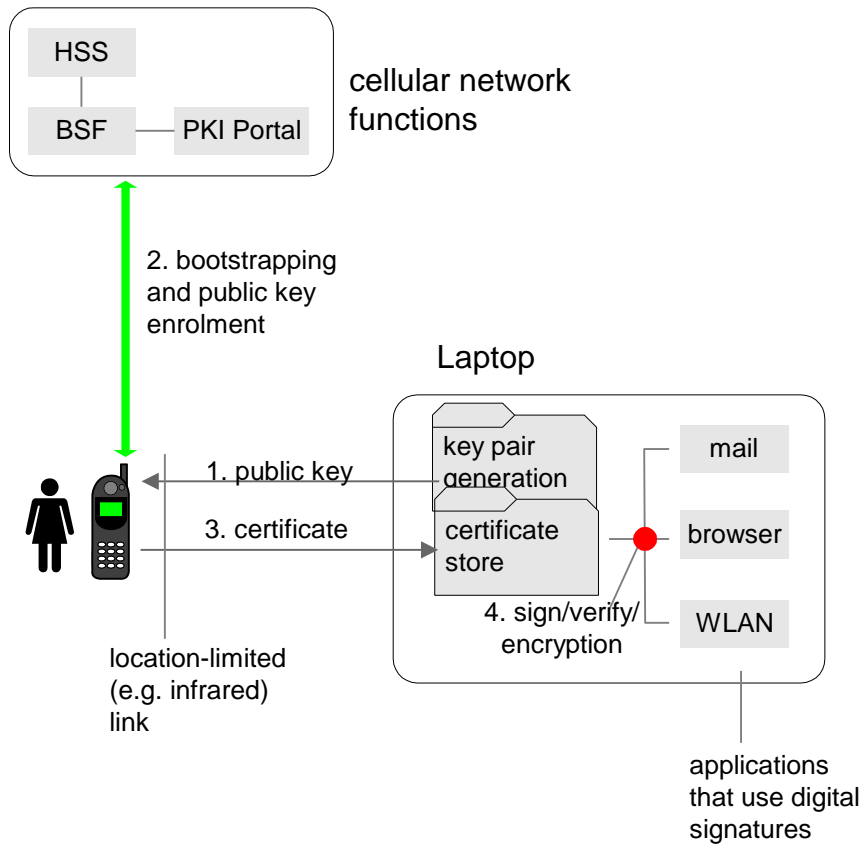 HSS
BSF
PKI Portal
cellular network
functions
2. bootstrapping
and public key
enrolment
Laptop
key pair
generation
1. public key
3. certificate
certificate
store
4. sign/verify/
encryption
mail
browser
WLAN
location-limited
(e.g. infrared)
link
applications
that use digital
signatures